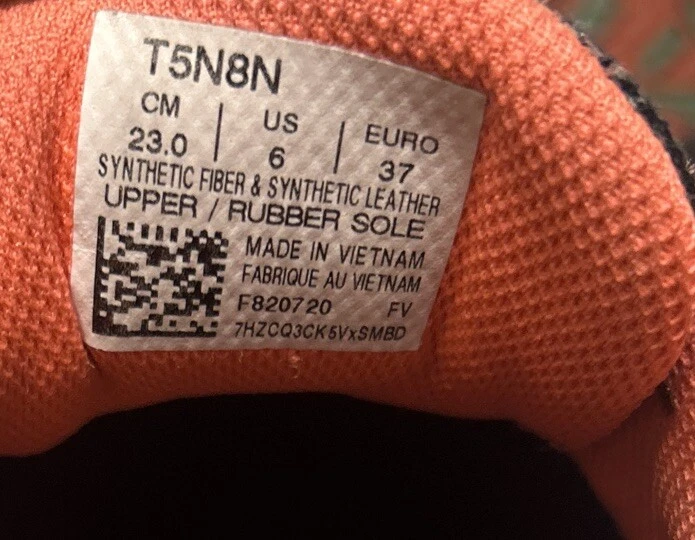 T5N8N
CM | US | EURO
23.0 | 6 | 37
SYNTHETIC FIBER & SYNTHETIC LEATHER
UPPER / RUBBER SOLE
MADE IN VIETNAM
FABRIQUE AU VIETNAM
F820720 FV
7HZCQ3CK5VxSMBD